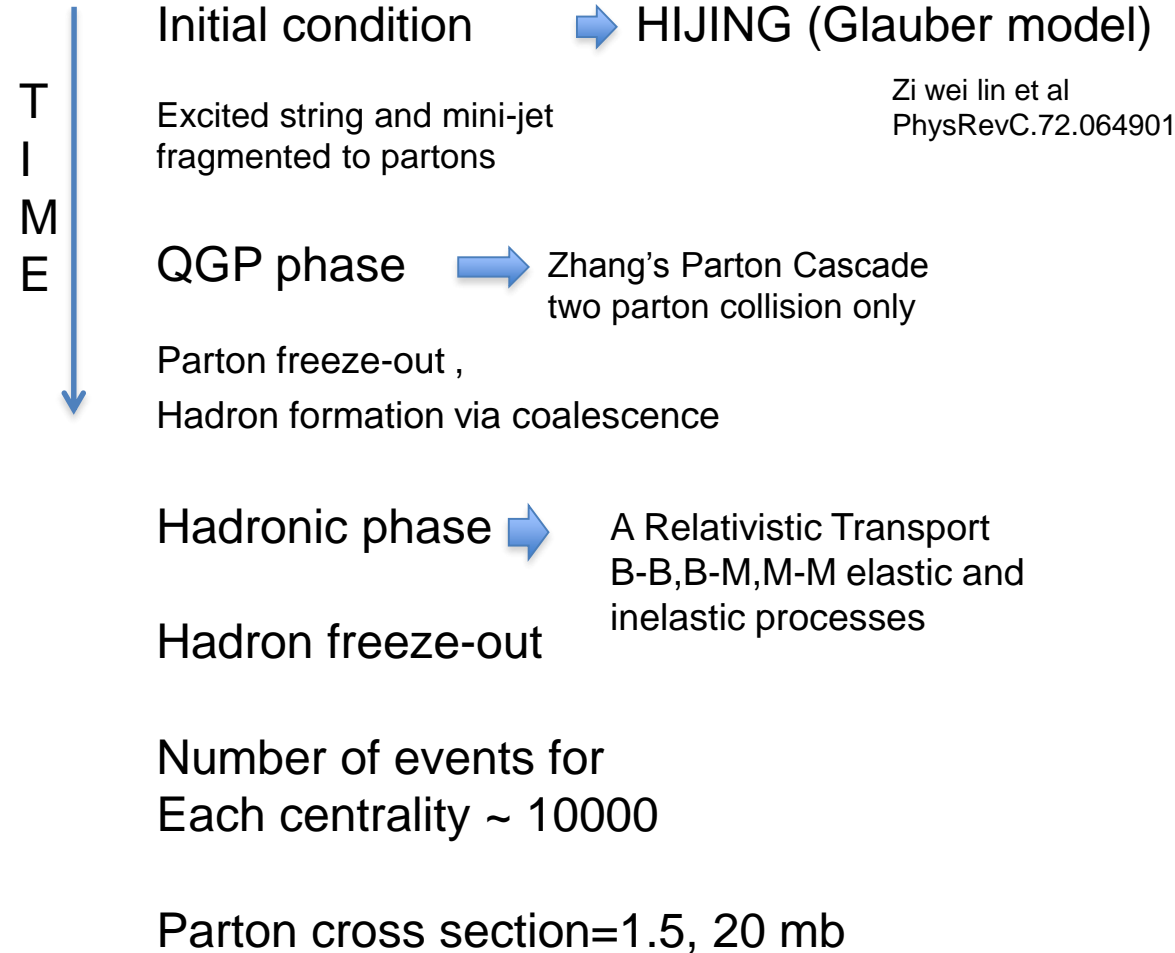 T
I
M
E
Initial condition
HIJING (Glauber model)
Zi wei lin et al
PhysRevC.72.064901
Excited string and mini-jet
fragmented to partons
QGP phase
Zhang's Parton Cascade
two parton collision only
Parton freeze-out ,
Hadron formation via coalescence
Hadronic phase
A Relativistic Transport
B-B,B-M,M-M elastic and
inelastic processes
Hadron freeze-out
Number of events for
Each centrality ~ 10000
Parton cross section=1.5, 20 mb